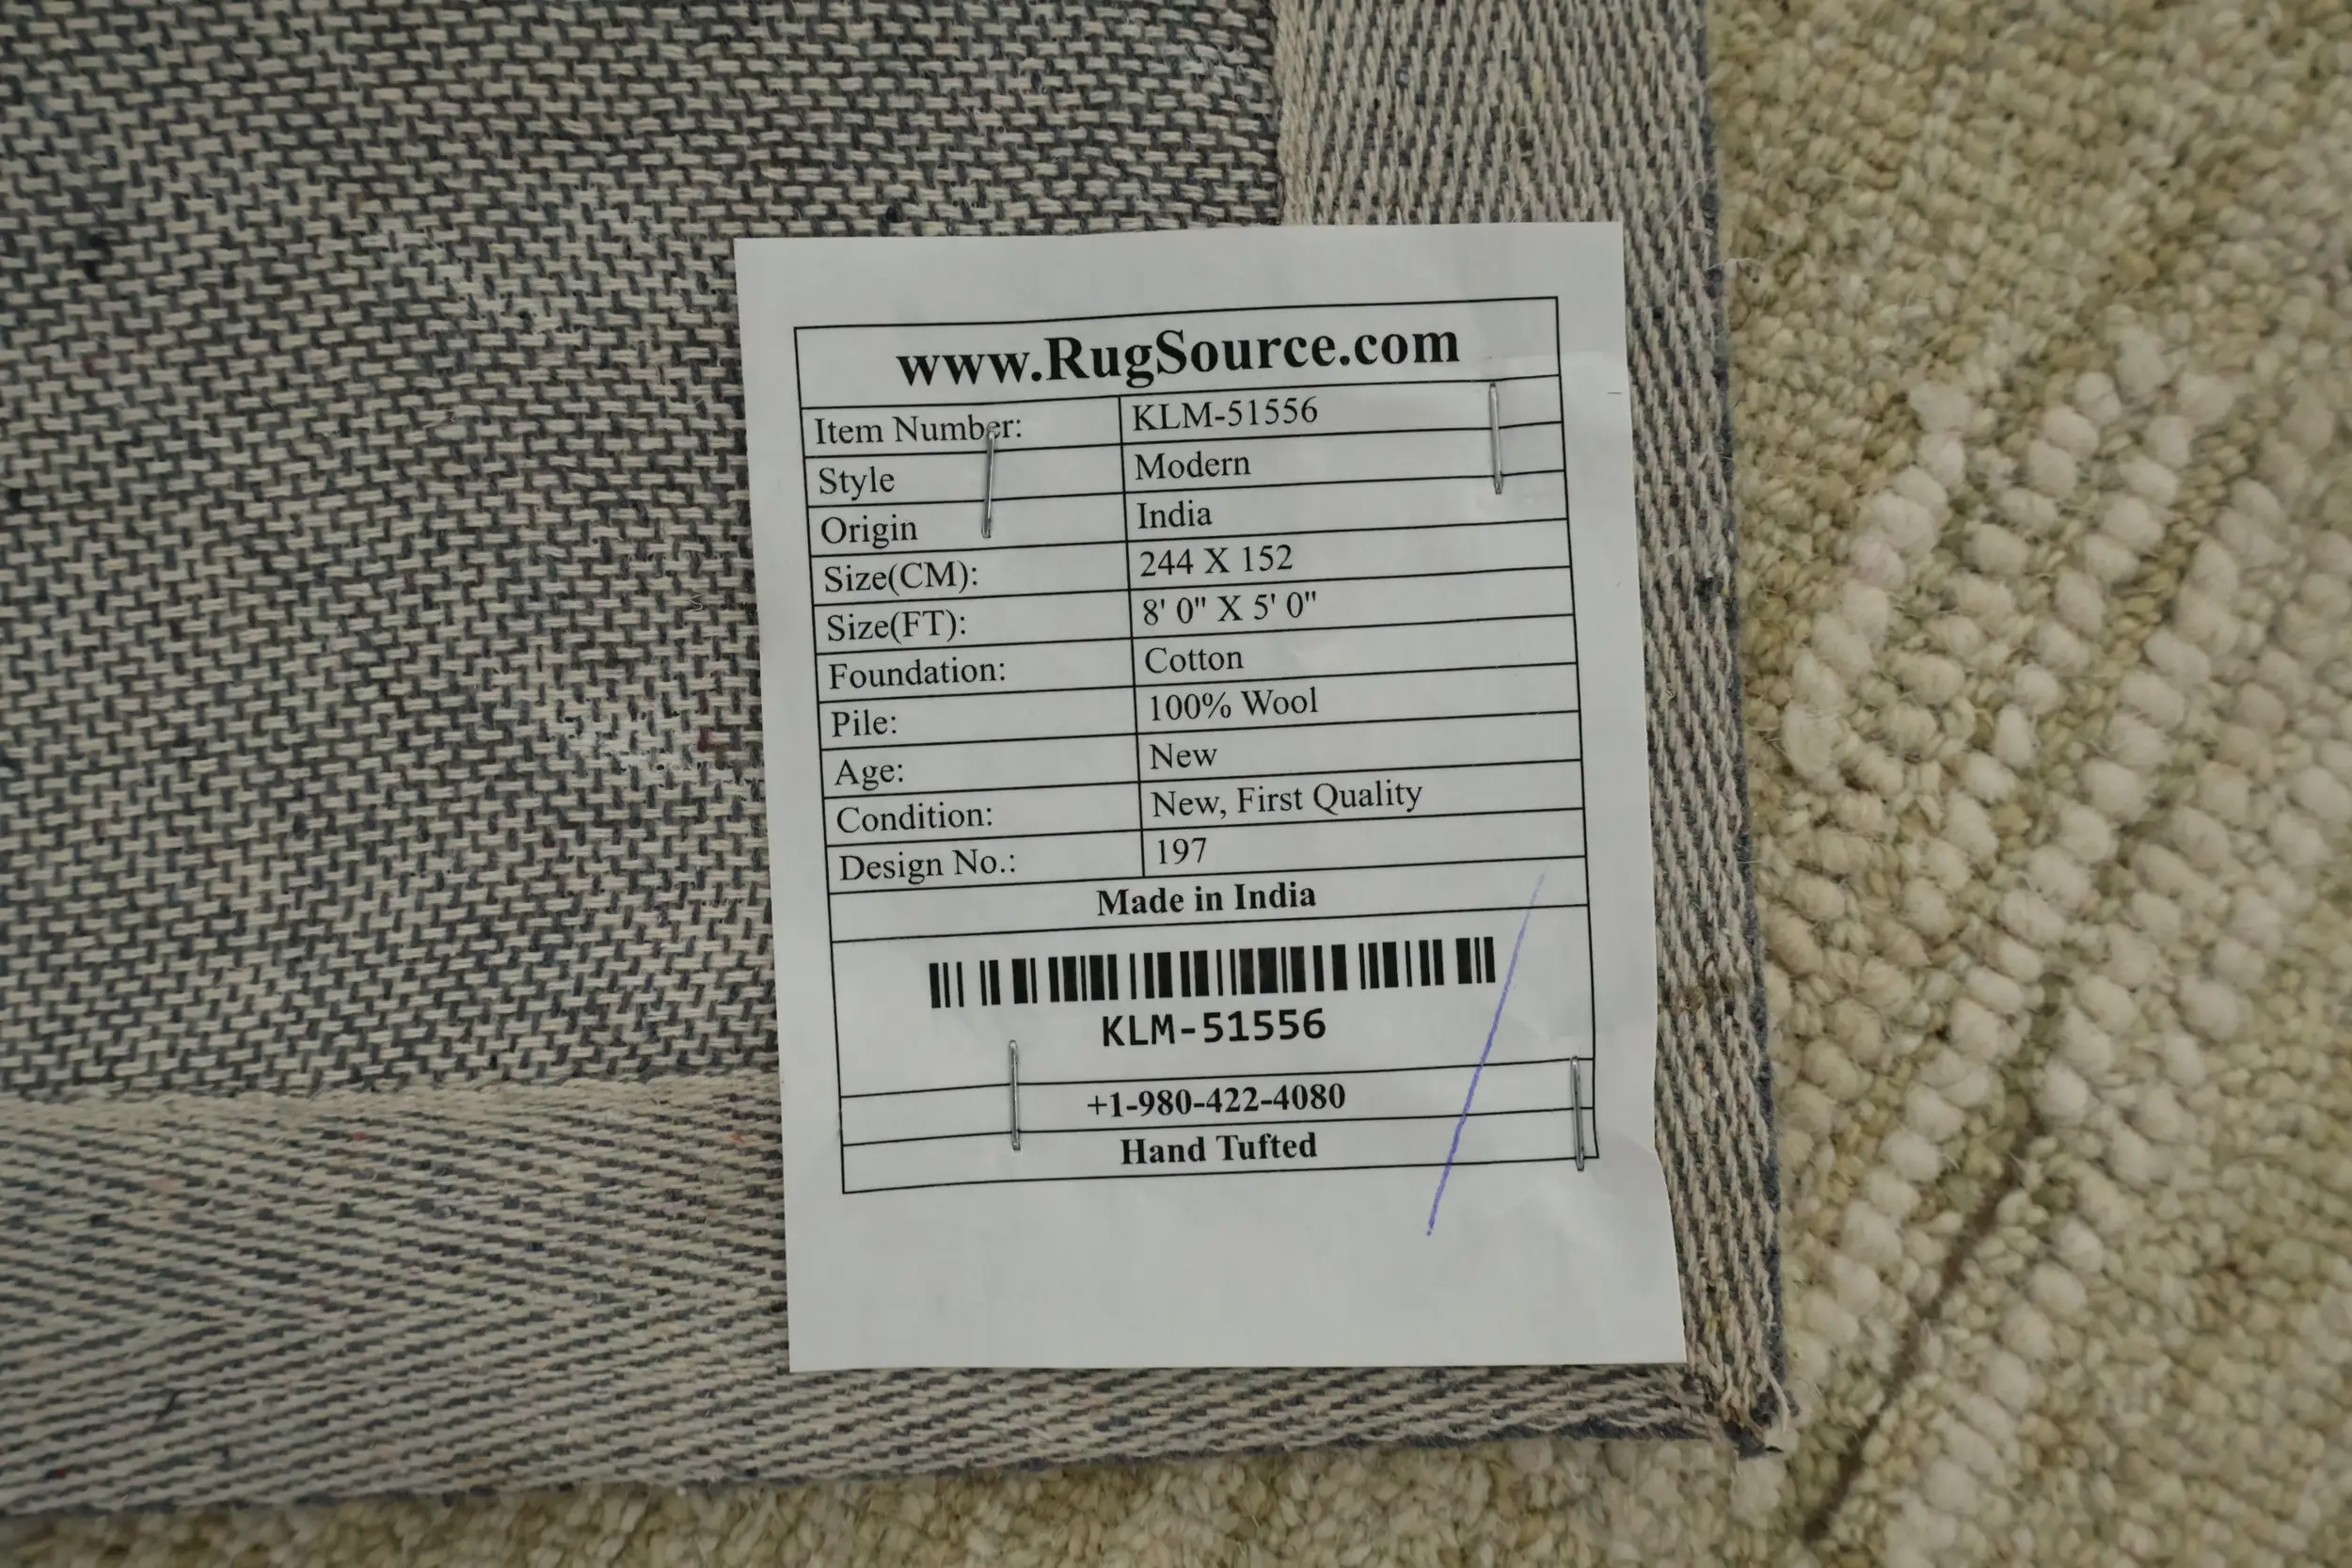 www.RugSource.com
Item Number: KLM-51556
Style Modern
Origin India
Size(CM): 244 X 152
Size(FT): 8' 0" X 5' 0"
Foundation: Cotton
Pile: 100% Wool
Age: New
Condition: New, First Quality
Design No.: 197
Made in India
KLM-51556
+1-980-422-4080
Hand Tufted